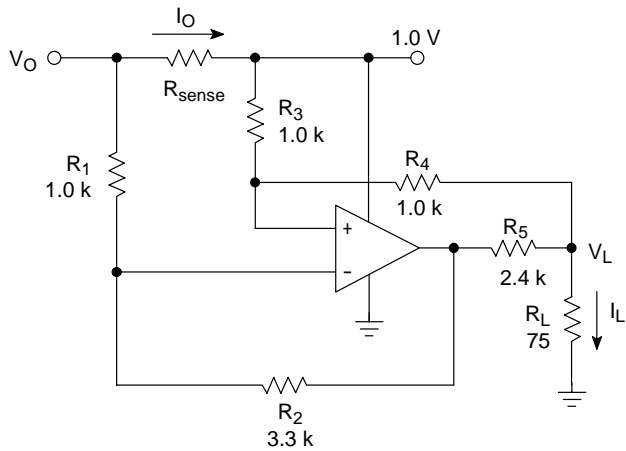 I_O
V_O
1.0 V
R_sense
R_3
1.0 k
R_1
1.0 k
R_4
1.0 k
+
−
R_5
2.4 k
V_L
R_L
75
I_L
R_2
3.3 k